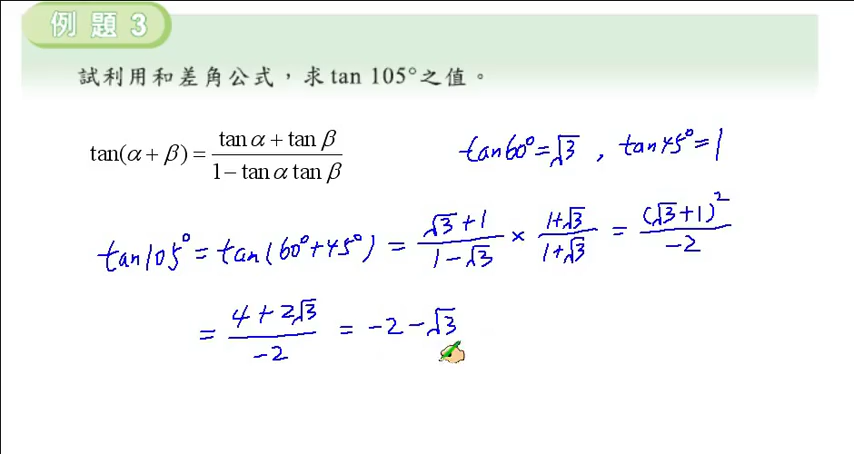 例題3
試利用和差角公式，求 tan 105° 之值。
tan(α + β) = (tan α + tan β) / (1 − tan α tan β)
tan60° = √3 , tan45° = 1
tan105° = tan(60°+45°) = (√3+1) / (1−√3) × (1+√3) / (1+√3) = (√3+1)² / −2
= (4+2√3) / −2 = −2−√3